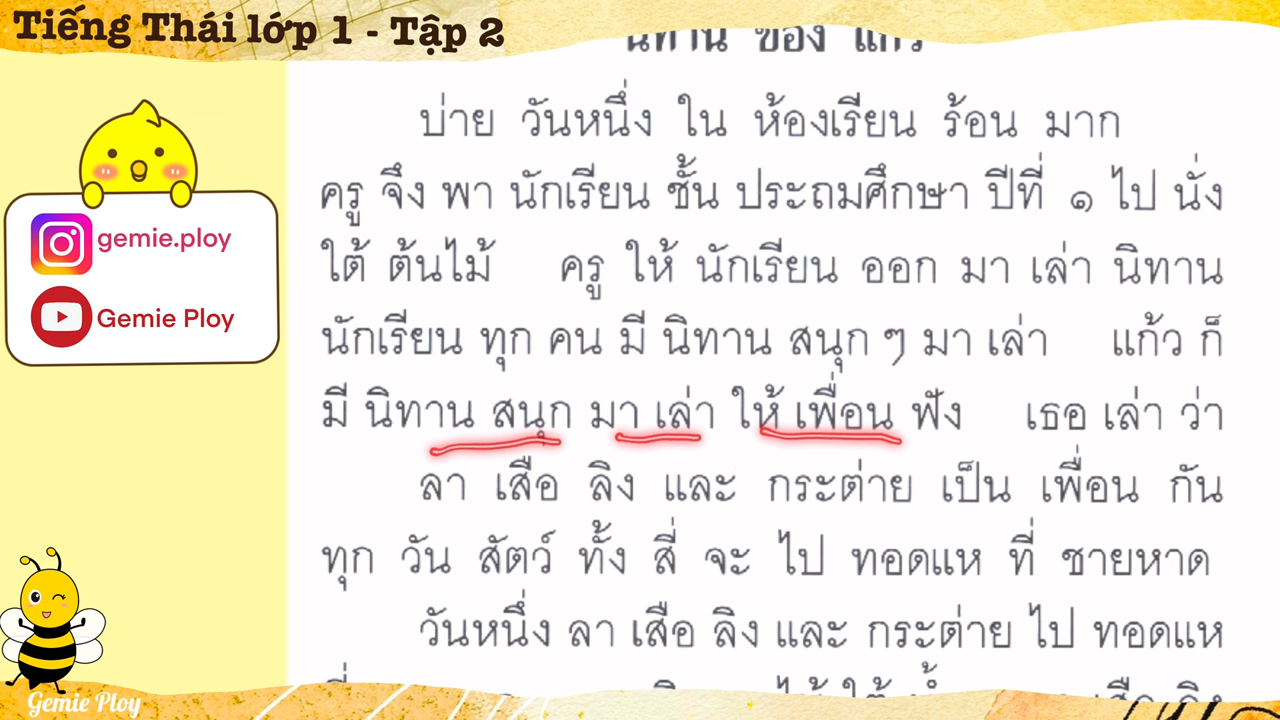 Tiếng Thái lớp 1 - Tập 2
นิทาน ของ แก้ว
บ่าย วันหนึ่ง ใน ห้องเรียน ร้อน มาก
ครู จึง พา นักเรียน ชั้น ประถมศึกษา ปีที่ ๑ ไป นั่ง
ใต้ ต้นไม้ ครู ให้ นักเรียน ออก มา เล่า นิทาน
นักเรียน ทุก คน มี นิทาน สนุก ๆ มา เล่า แก้ว ก็
มี นิทาน สนุก มา เล่า ให้ เพื่อน ฟัง เธอ เล่า ว่า
ลา เสือ ลิง และ กระต่าย เป็น เพื่อน กัน
ทุก วัน สัตว์ ทั้ง สี่ จะ ไป ทอดแห ที่ ชายหาด
วันหนึ่ง ลา เสือ ลิง และ กระต่าย ไป ทอดแห
gemie.ploy
Gemie Ploy
Gemie Ploy